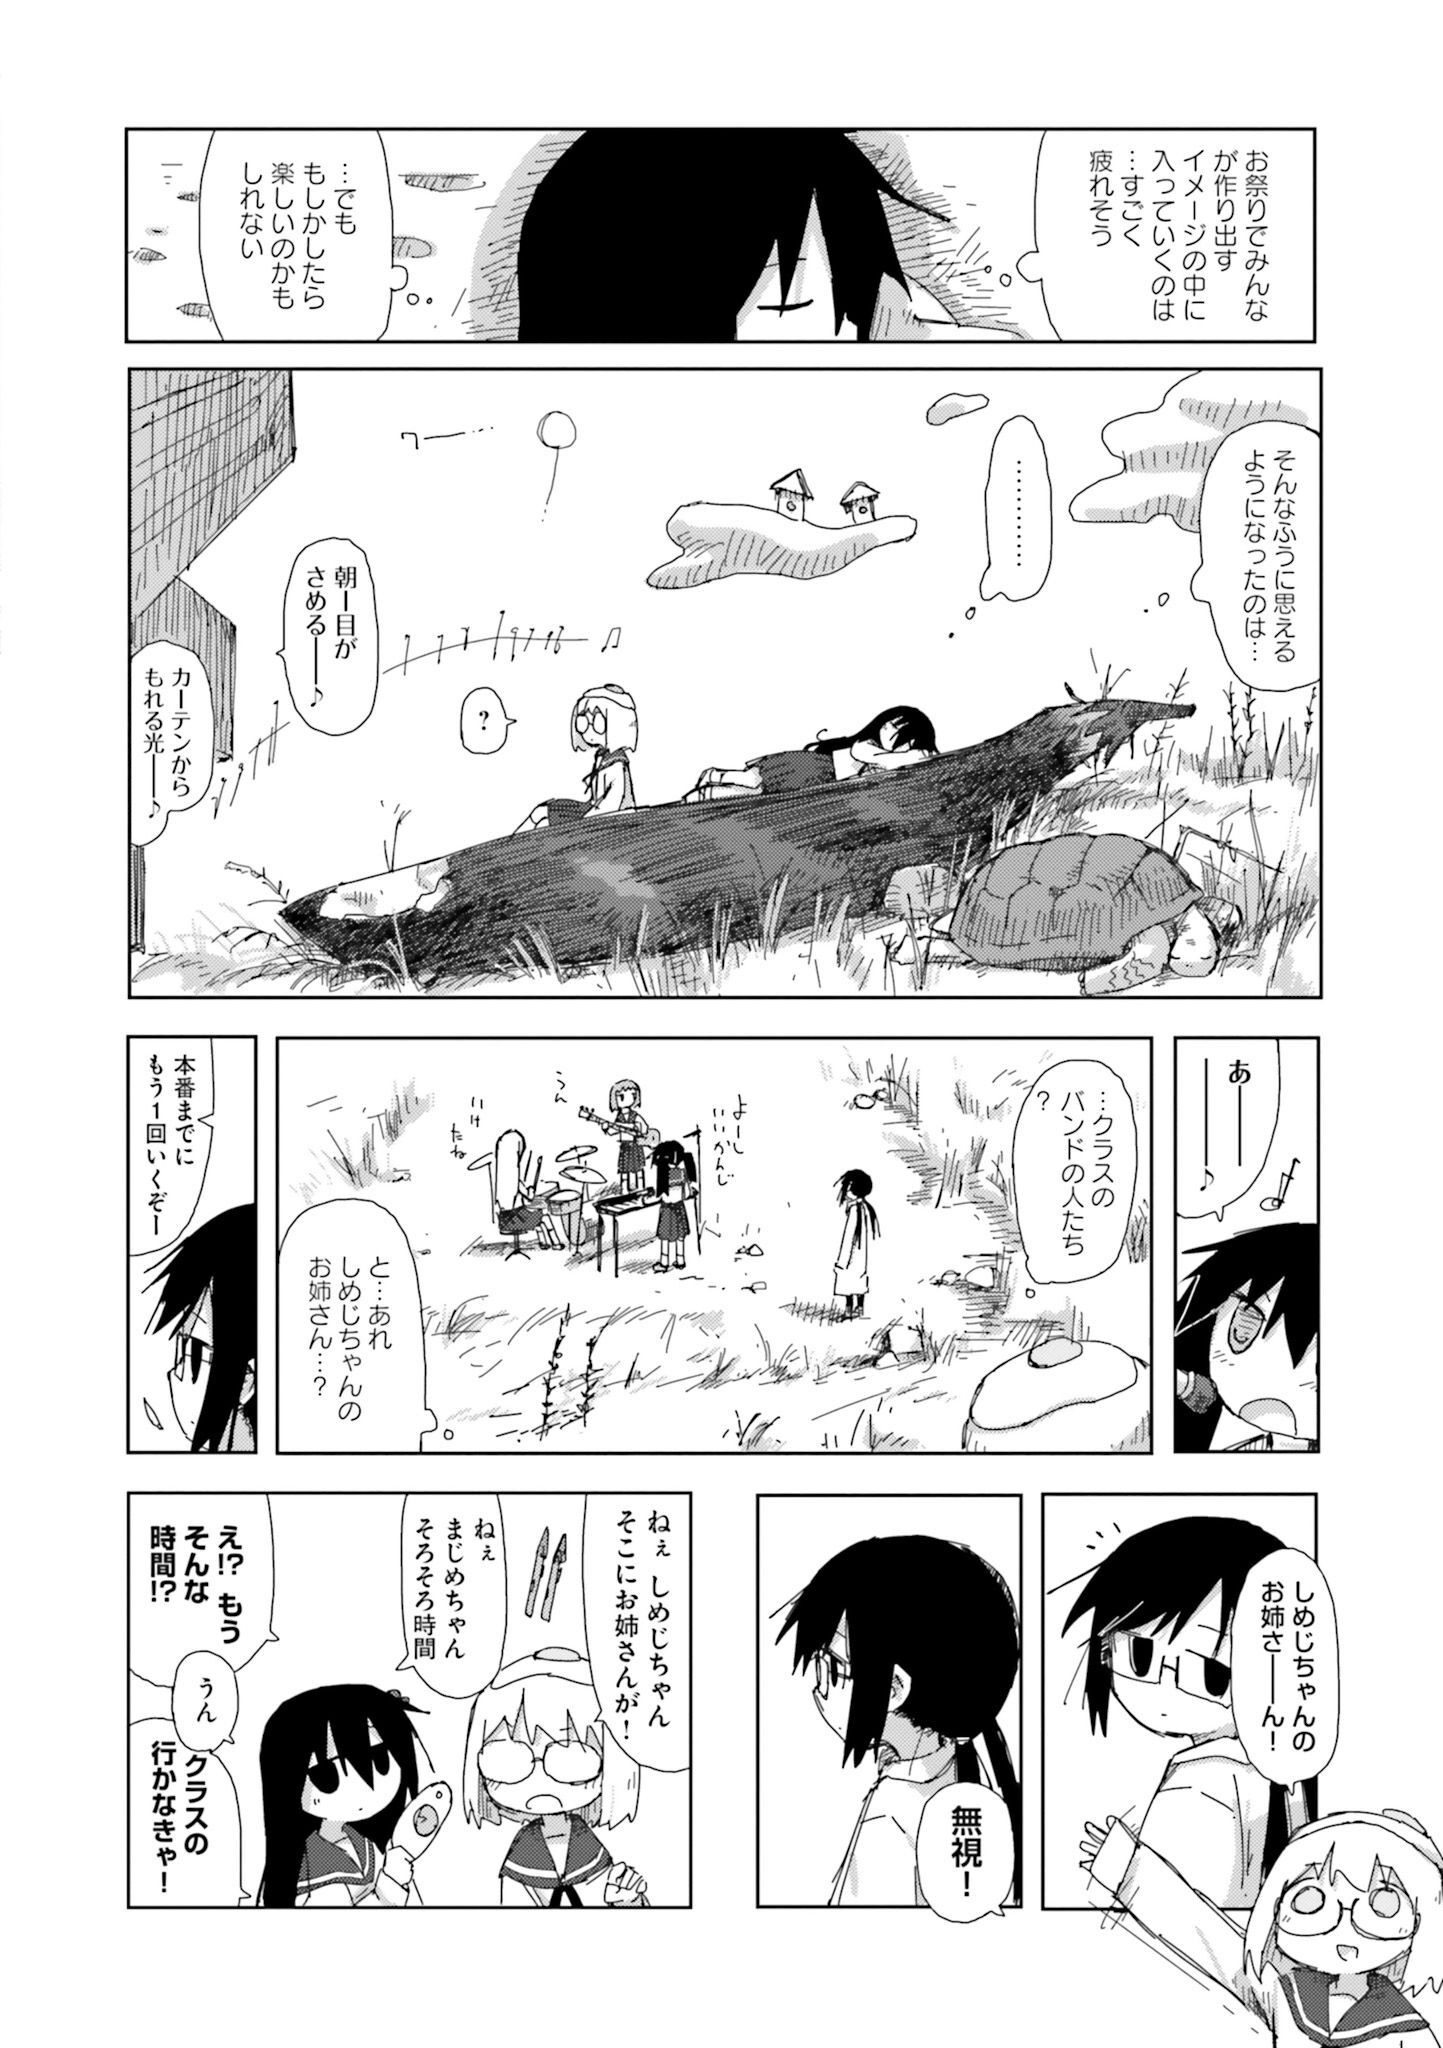 お祭りでみんな
が作り出す
イメージの中に
入っていくのは
…すごく
疲れそう
…でも
もしかしたら
楽しいのかも
しれない
そんなふうに思える
ようになったのは…
…………
ワー
?
朝ー目が
さめるー♪
カーテンから
もれる光ー♪
あーー♪
…クラスの
バンドの人たち
?
よーし
いいかんじ
うん
いけ
たね
と…あれ
しめじちゃんの
お姉さん…?
本番までに
もう1回いくぞー
しめじちゃんの
お姉さーーん!
無視!
ねぇ しめじちゃん
そこにお姉さんが!
ねぇ
まじめちゃん
そろそろ時間
え!? もう
そんな
時間!?
うん
クラスの
行かなきゃ!